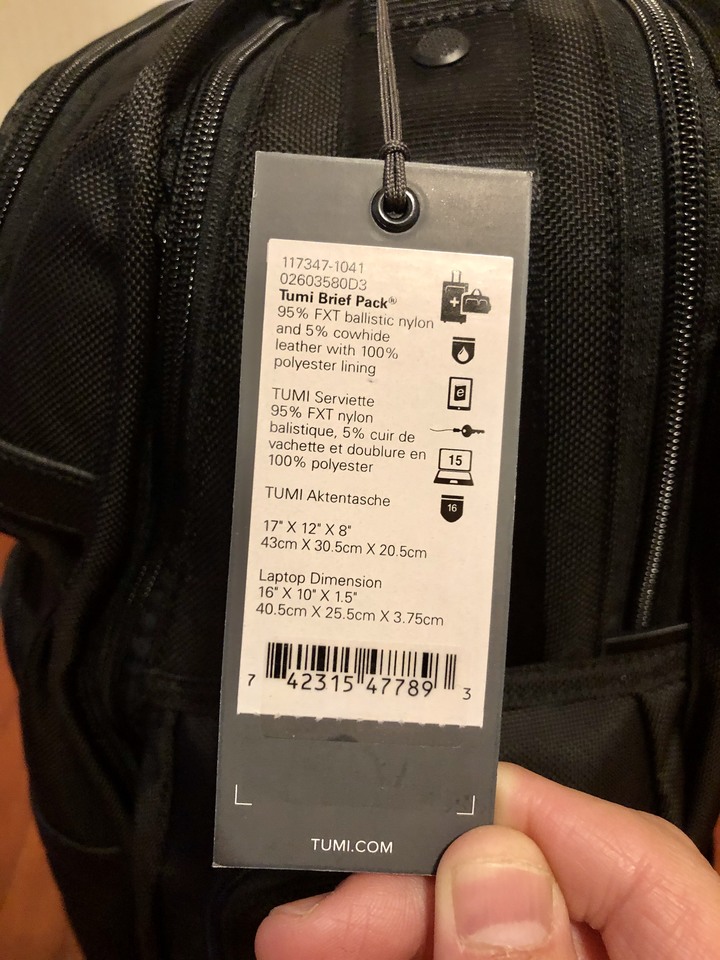 117347-1041
02603580D3
Tumi Brief Pack®
95% FXT ballistic nylon
and 5% cowhide
leather with 100%
polyester lining
TUMI Serviette
95% FXT nylon
balistique, 5% cuir de
vachette et doublure en
100% polyester
TUMI Aktentasche
17" X 12" X 8"
43cm X 30.5cm X 20.5cm
Laptop Dimension
16" X 10" X 1.5"
40.5cm X 25.5cm X 3.75cm
e
15
16
7 42315 47789 3
TUMI.COM